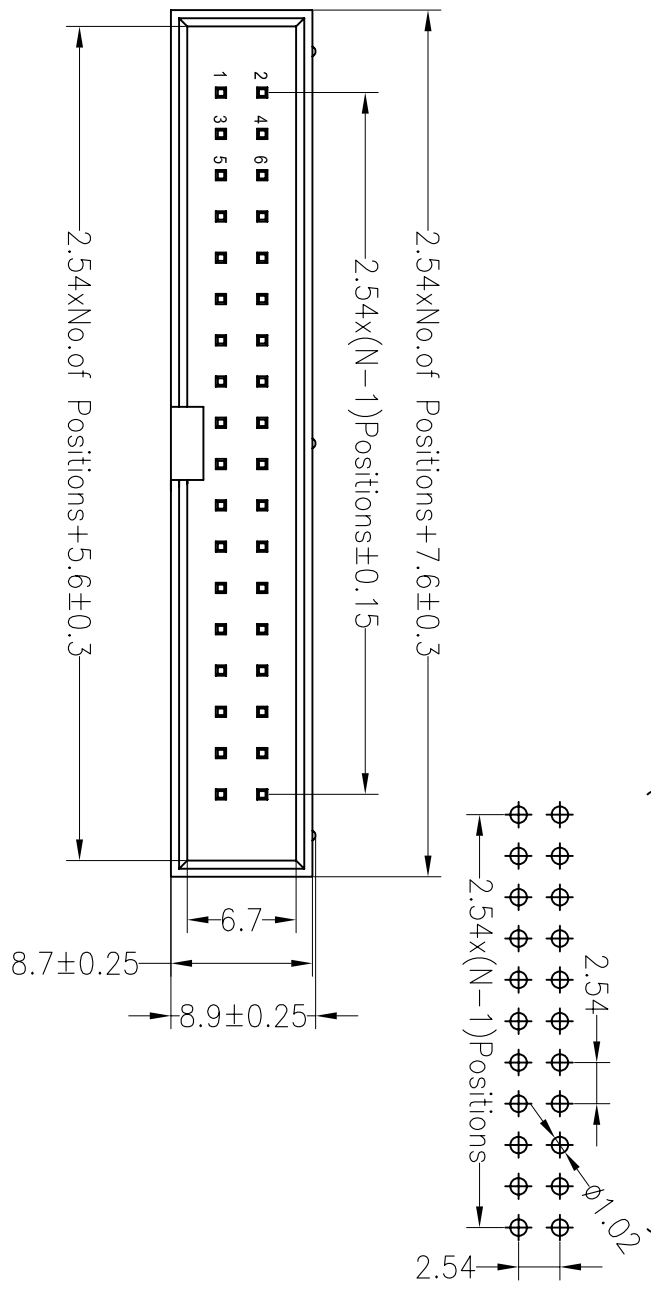 1 2
3 4
5 6
2.54xNo.of Positions+5.6±0.3
2.54x(N-1)Positions±0.15
2.54xNo.of Positions+7.6±0.3
6.7
8.7±0.25
8.9±0.25
2.54x(N-1)Positions
2.54
ø1.02
2.54